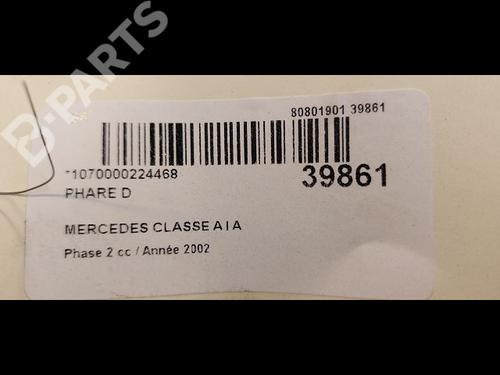 B-PARTS
80801901 39861
*1070000224468
39861
PHARE D
MERCEDES CLASSE A I A
Phase 2 cc / Année 2002